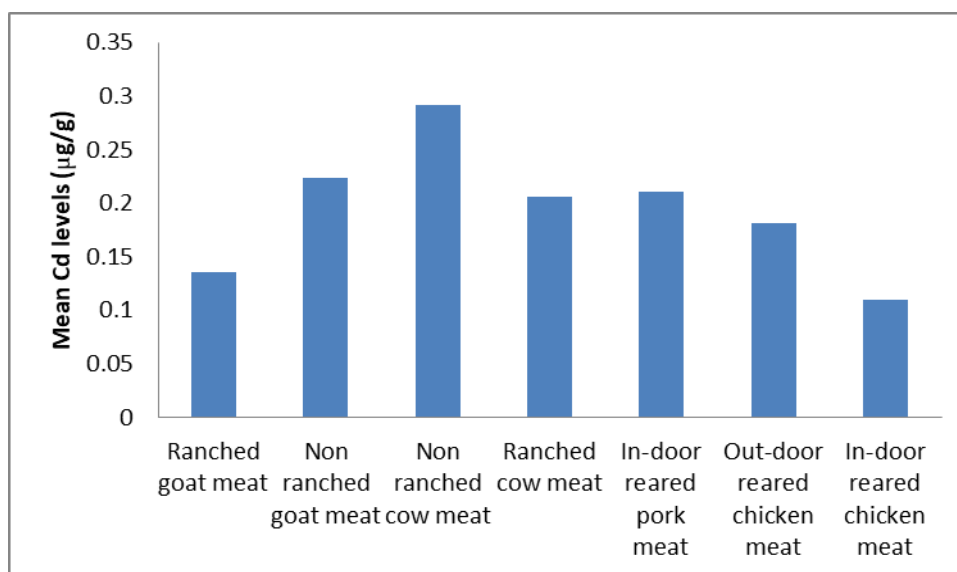 Mean Cd levels (µg/g)
0.35
0.3
0.25
0.2
0.15
0.1
0.05
0
Ranched
goat meat
Non
ranched
goat meat
Non
ranched
cow meat
Ranched
cow meat
In-door
reared
pork
meat
Out-door
reared
chicken
meat
In-door
reared
chicken
meat